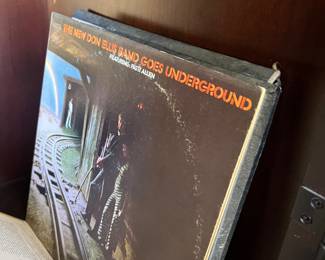 THE NEW DON ELLIS BAND GOES UNDERGROUND
FEATURING: PATTI ALLEN